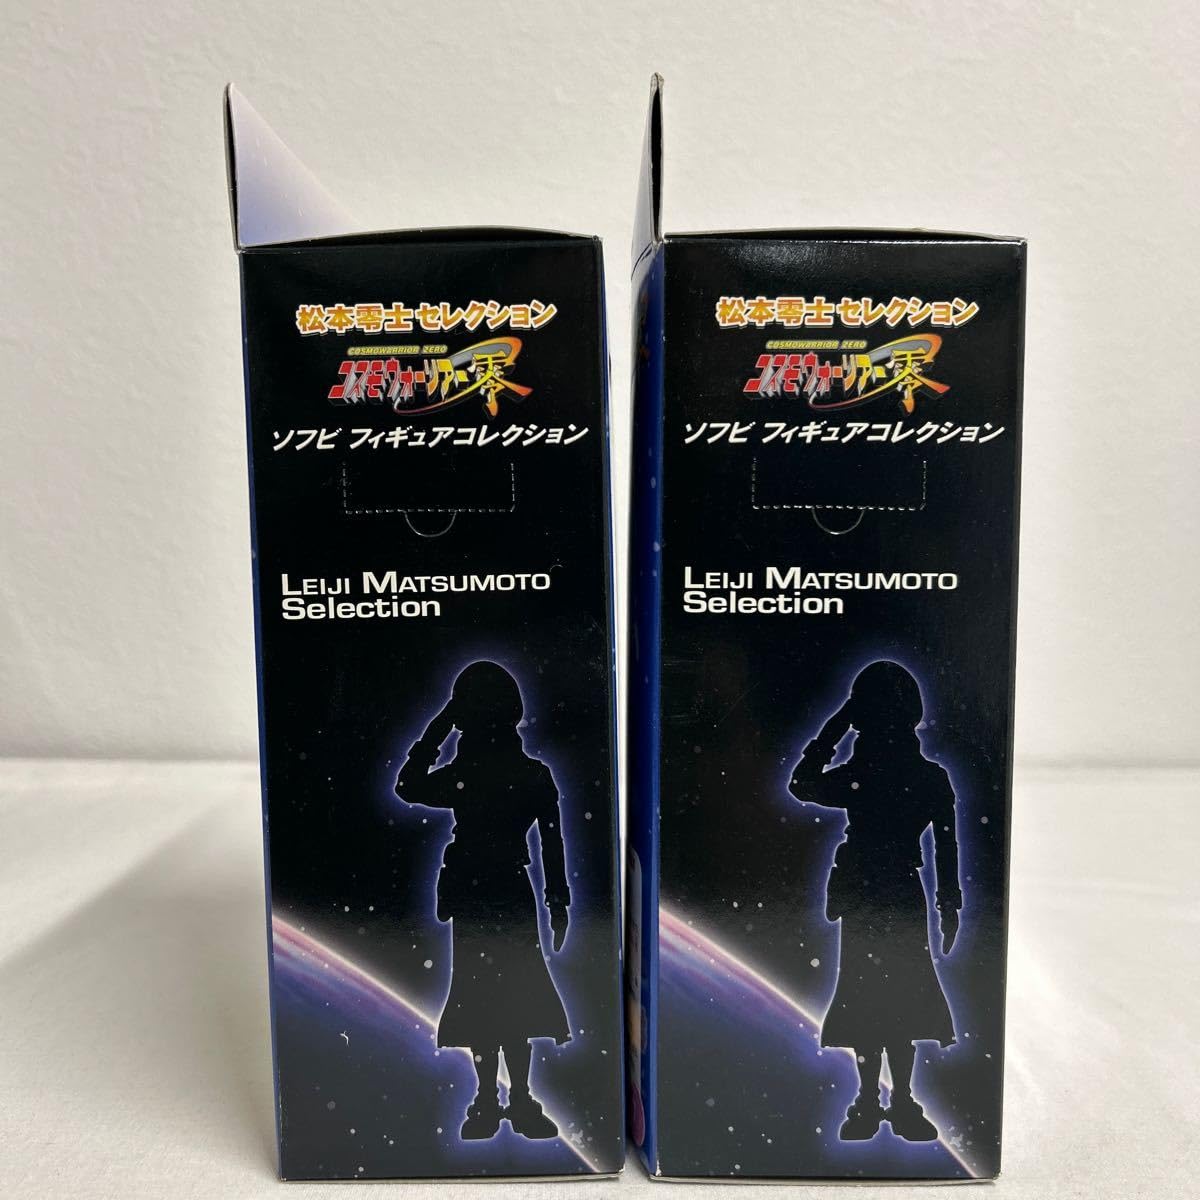 松本零士セレクション
COSMOWARRIOR ZERO
コスモウォーリアー零
ソフビ フィギュアコレクション
LEIJI MATSUMOTO
Selection
松本零士セレクション
COSMOWARRIOR ZERO
コスモウォーリアー零
ソフビ フィギュアコレクション
LEIJI MATSUMOTO
Selection